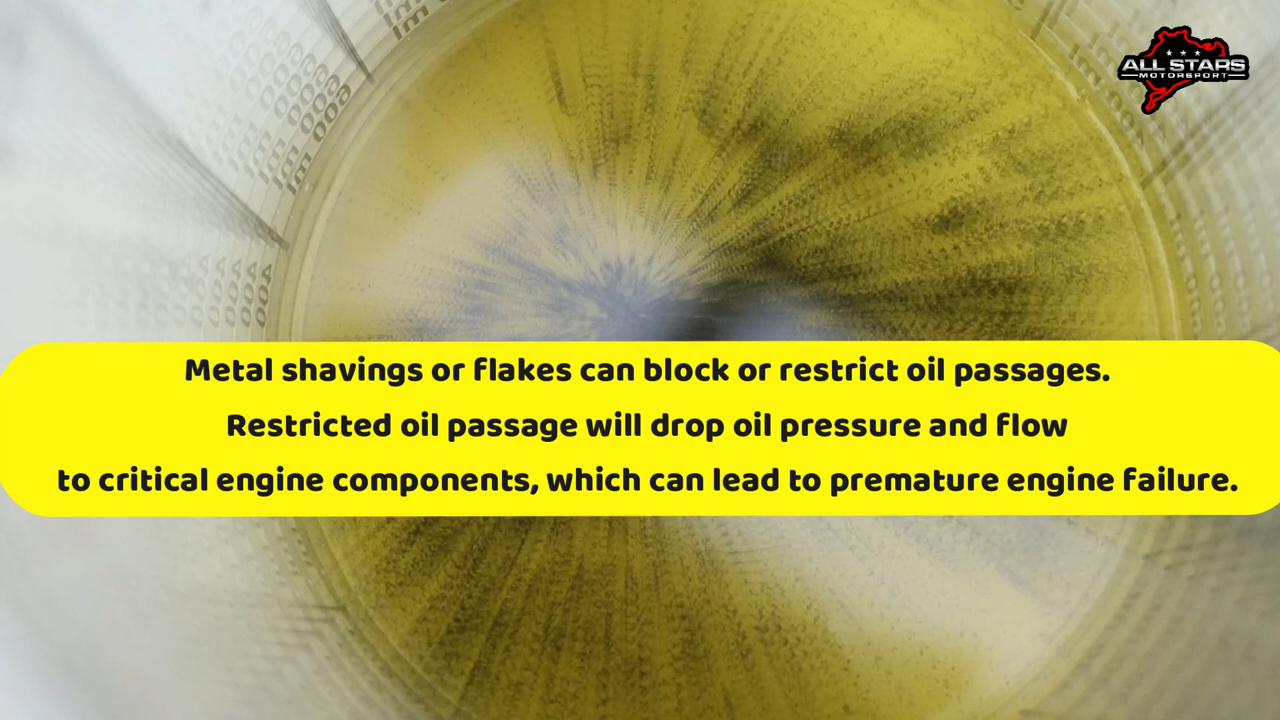 ALL STARS
MOTORSPORT
Metal shavings or flakes can block or restrict oil passages.
Restricted oil passage will drop oil pressure and flow
to critical engine components, which can lead to premature engine failure.